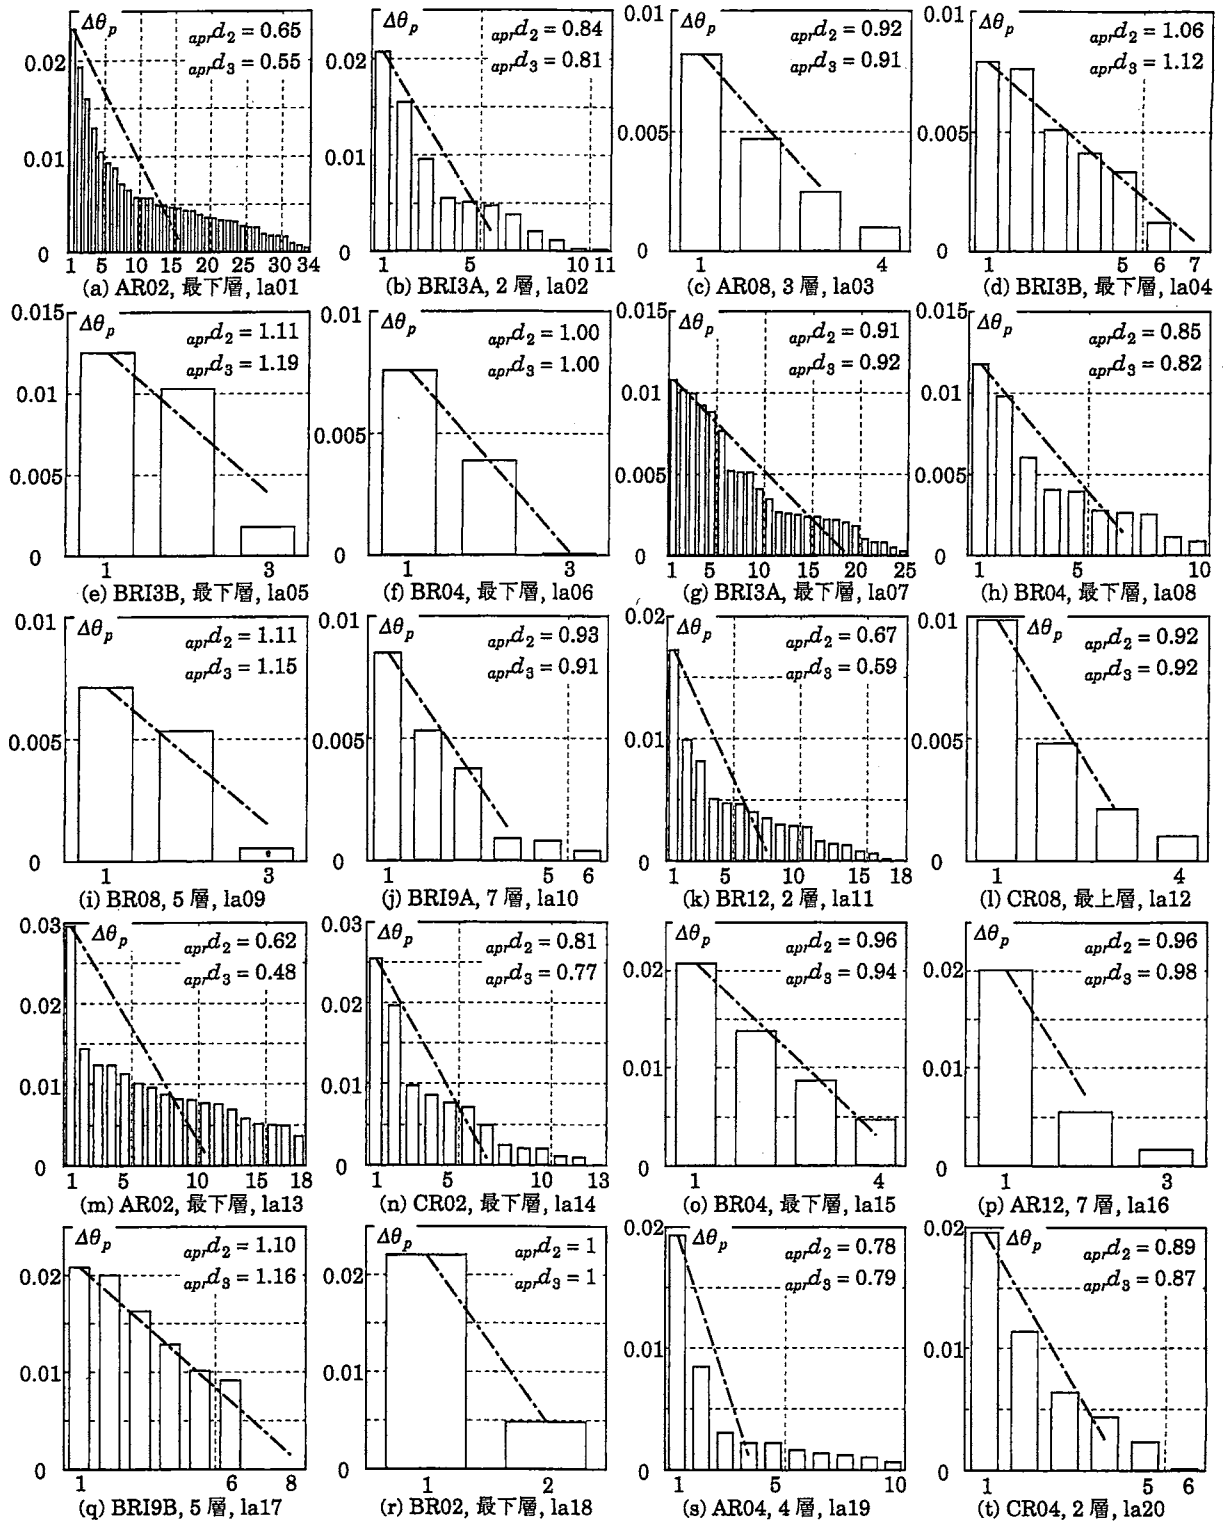 Δθp
aprd2 = 0.65
aprd3 = 0.55
0.02
0.01
0
1 5 10 15 20 25 30 34
(a) AR02, 最下層, la01
Δθp
aprd2 = 0.84
aprd3 = 0.81
0.02
0.01
0
1 5 10 11
(b) BRI3A, 2 層, la02
0.01
Δθp
aprd2 = 0.92
aprd3 = 0.91
0.005
0
1 4
(c) AR08, 3 層, la03
0.01
Δθp
aprd2 = 1.06
aprd3 = 1.12
0.005
0
1 5 6 7
(d) BRI3B, 最下層, la04
0.015
Δθp
aprd2 = 1.11
aprd3 = 1.19
0.01
0.005
0
1 3
(e) BRI3B, 最下層, la05
0.01
Δθp
aprd2 = 1.00
aprd3 = 1.00
0.005
0
1 3
(f) BR04, 最下層, la06
0.015
Δθp
aprd2 = 0.91
aprd3 = 0.92
0.01
0.005
0
1 5 10 15 20 25
(g) BRI3A, 最下層, la07
0.015
Δθp
aprd2 = 0.85
aprd3 = 0.82
0.01
0.005
0
1 5 10
(h) BR04, 最下層, la08
0.01
Δθp
aprd2 = 1.11
aprd3 = 1.15
0.005
0
1 3
(i) BR08, 5 層, la09
0.01
Δθp
aprd2 = 0.93
aprd3 = 0.91
0.005
0
1 5 6
(j) BRI9A, 7 層, la10
0.02
Δθp
aprd2 = 0.67
aprd3 = 0.59
0.01
0
1 5 10 15 18
(k) BR12, 2 層, la11
0.01
Δθp
aprd2 = 0.92
aprd3 = 0.92
0.005
0
1 4
(l) CR08, 最上層, la12
0.03
Δθp
aprd2 = 0.62
aprd3 = 0.48
0.02
0.01
0
1 5 10 15 18
(m) AR02, 最下層, la13
0.03
Δθp
aprd2 = 0.81
aprd3 = 0.77
0.02
0.01
0
1 5 10 13
(n) CR02, 最下層, la14
Δθp
aprd2 = 0.96
aprd3 = 0.94
0.02
0.01
0
1 4
(o) BR04, 最下層, la15
Δθp
aprd2 = 0.96
aprd3 = 0.98
0.02
0.01
0
1 3
(p) AR12, 7 層, la16
Δθp
aprd2 = 1.10
aprd3 = 1.16
0.02
0.01
0
1 6 8
(q) BRI9B, 5 層, la17
Δθp
aprd2 = 1
aprd3 = 1
0.02
0.01
0
1 2
(r) BR02, 最下層, la18
0.02
Δθp
aprd2 = 0.78
aprd3 = 0.79
0.01
0
1 5 10
(s) AR04, 4 層, la19
0.02
Δθp
aprd2 = 0.89
aprd3 = 0.87
0.01
0
1 5 6
(t) CR04, 2 層, la20